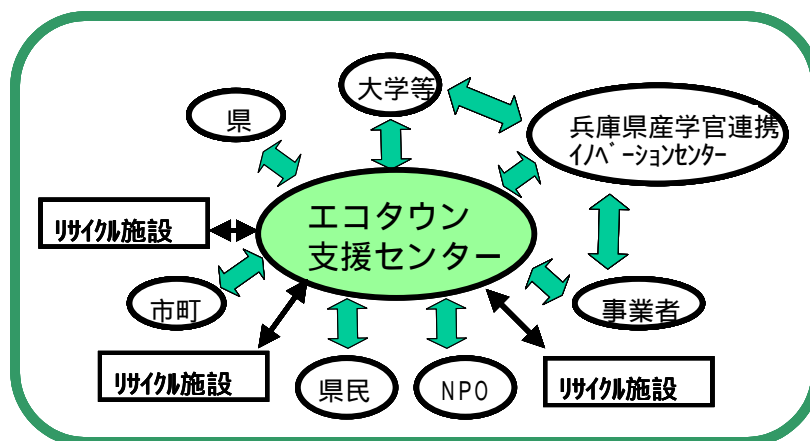 大学等
県
兵庫県産学官連携
ｲﾉﾍﾞｰｼｮﾝｾﾝﾀｰ
エコタウン
支援センター
ﾘｻｲｸﾙ施設
市町
事業者
ﾘｻｲｸﾙ施設
県民
NPO
ﾘｻｲｸﾙ施設